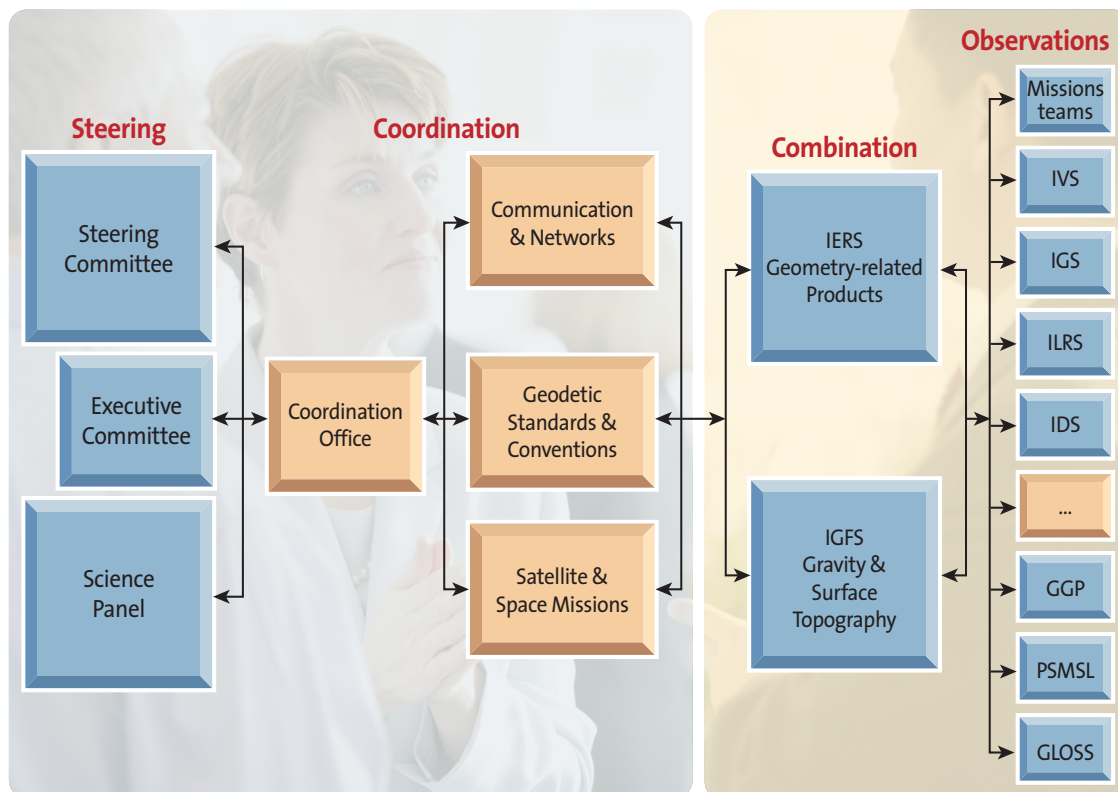 Steering
Steering
Committee
Executive
Committee
Science
Panel
Coordination
Coordination
Office
Communication
& Networks
Geodetic
Standards &
Conventions
Satellite &
Space Missions
Combination
IERS
Geometry-related
Products
IGFS
Gravity &
Surface
Topography
Observations
Missions
teams
IVS
IGS
ILRS
IDS
...
GGP
PSMSL
GLOSS